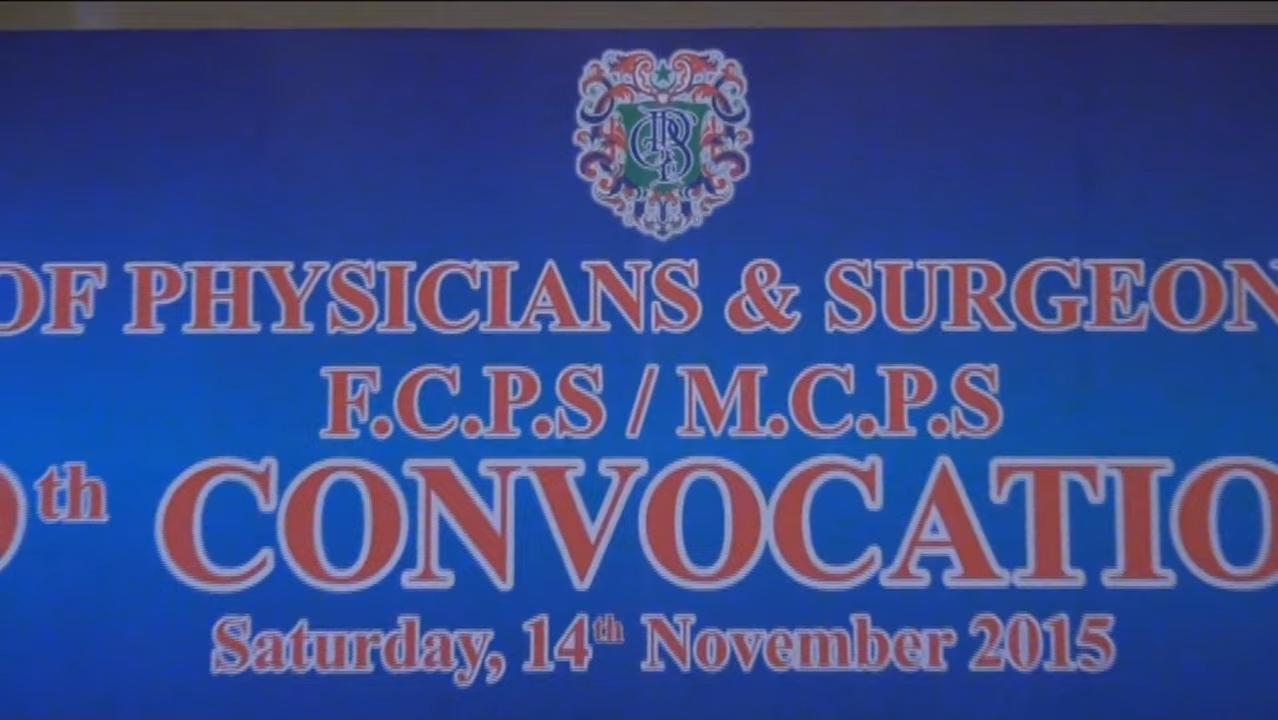 OF PHYSICIANS & SURGEON
F.C.P.S / M.C.P.S
th CONVOCATIO
Saturday, 14th November 2015